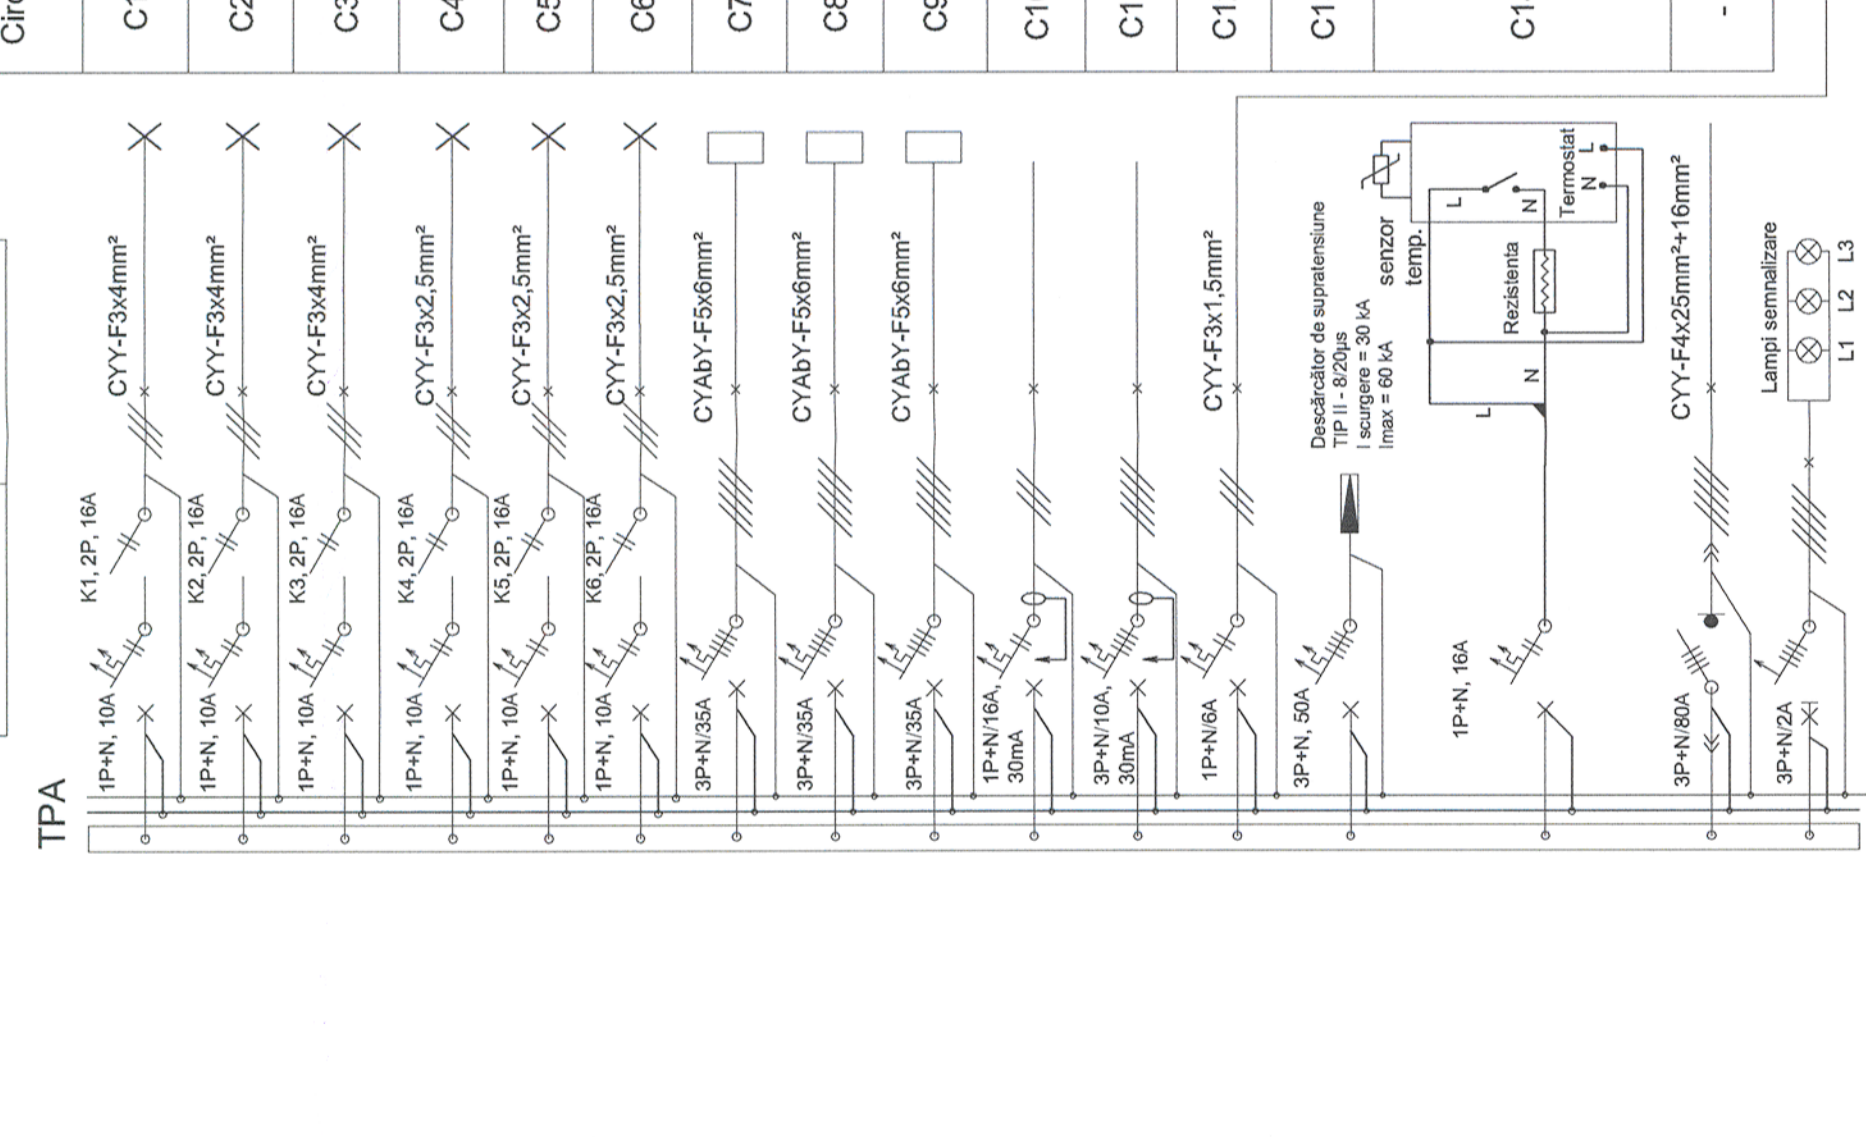 TPA
Circ
C1
C2
C3
C4
C5
C6
C7
C8
C9
C1
C1
C1
C1
C1
-
K1, 2P, 16A
1P+N, 10A
CYY-F3x4mm²
K2, 2P, 16A
1P+N, 10A
CYY-F3x4mm²
K3, 2P, 16A
1P+N, 10A
CYY-F3x4mm²
K4, 2P, 16A
1P+N, 10A
CYY-F3x2,5mm²
K5, 2P, 16A
1P+N, 10A
CYY-F3x2,5mm²
K6, 2P, 16A
1P+N, 10A
CYY-F3x2,5mm²
3P+N/35A
CYAbY-F5x6mm²
3P+N/35A
CYAbY-F5x6mm²
3P+N/35A
CYAbY-F5x6mm²
1P+N/16A,
30mA
3P+N/10A,
30mA
1P+N/6A
CYY-F3x1,5mm²
3P+N, 50A
Descărcător de supratensiune
TIP II - 8/20µs
I scurgere = 30 kA
Imax = 60 kA
1P+N, 16A
senzor
temp.
L
N
Rezistenta
L
N
Termostat
N L
3P+N/80A
CYY-F4x25mm²+16mm²
3P+N/2A
Lampi semnalizare
L1 L2 L3